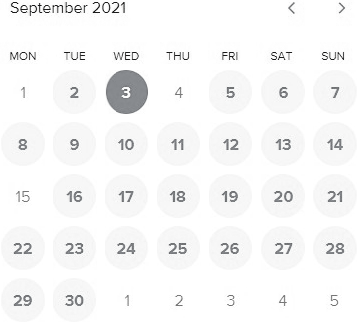 September 2021
MON TUE WED THU FRI SAT SUN
1 2 3 4 5 6 7
8 9 10 11 12 13 14
15 16 17 18 19 20 21
22 23 24 25 26 27 28
29 30 1 2 3 4 5